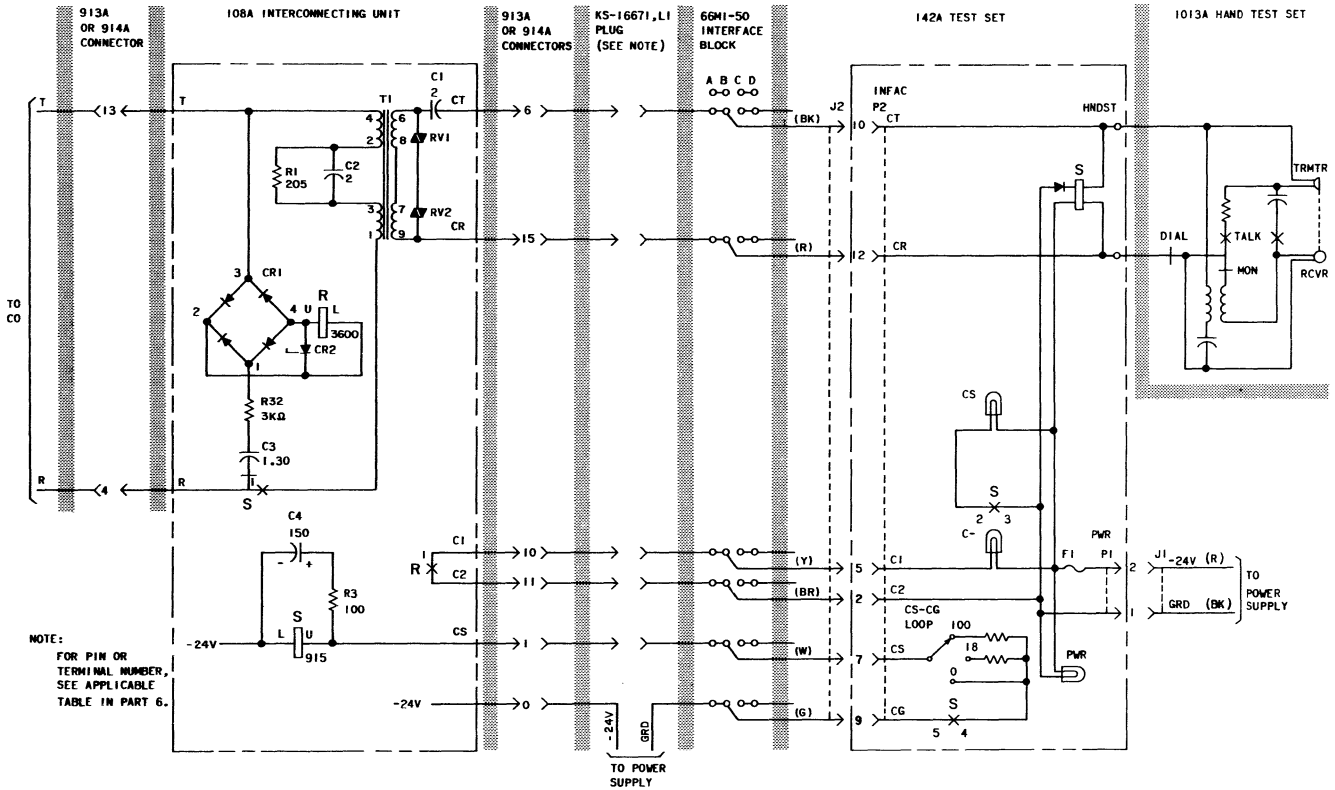 913A
OR 914A
CONNECTOR
108A INTERCONNECTING UNIT
913A
OR 914A
CONNECTORS
KS-16671,L1
PLUG
(SEE NOTE)
66M1-50
INTERFACE
BLOCK
142A TEST SET
1013A HAND TEST SET
T
13
T
T1
4
2
3
1
6
8
7
9
C1
2
CT
RV1
RV2
CR
R1
205
C2
2
6
15
A B C D
(BK)
(R)
J2
INFAC
P2
10
CT
12
CR
HNDST
S
DIAL
TALK
MON
TRMTR
RCVR
TO
CO
3
CR1
2
4
U
R
L
3600
CR2
1
R32
3KΩ
C3
1.30
1
R
4
R
S
CS
S
2
3
C4
150
-
+
R3
100
S
L
U
915
-24V
CS
R
1
C1
C2
10
11
1
(Y)
(BR)
(W)
5
C1
C-
2
C2
7
CS
CS-CG
LOOP
100
18
0
F1
PWR
P1
2
1
J1
-24V (R)
GRD (BK)
TO
POWER
SUPPLY
PWR
-24V
0
-24V
GRD
(G)
9
CG
S
5
4
TO POWER
SUPPLY
NOTE:
FOR PIN OR
TERMINAL NUMBER,
SEE APPLICABLE
TABLE IN PART 6.